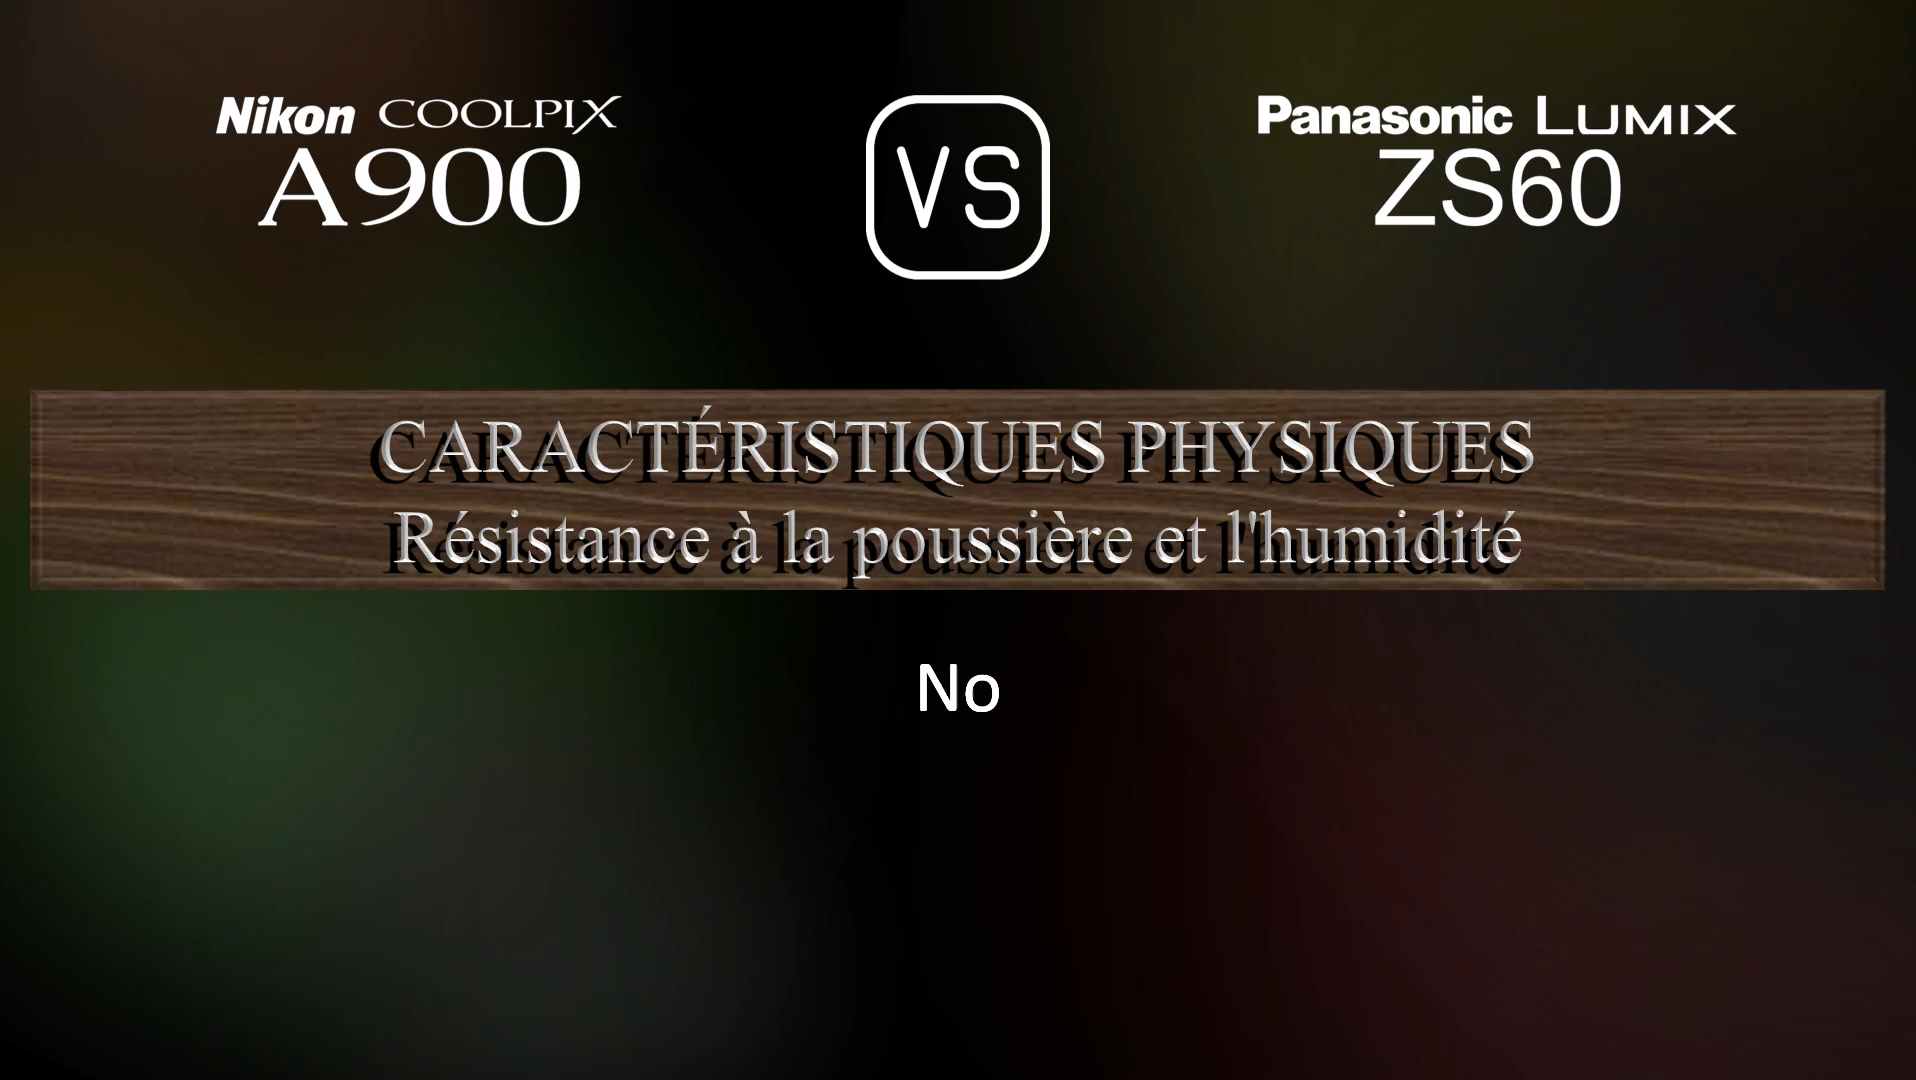 Nikon COOLPIX
A900
VS
Panasonic LUMIX
ZS60
CARACTÉRISTIQUES PHYSIQUES
Résistance à la poussière et l'humidité
No